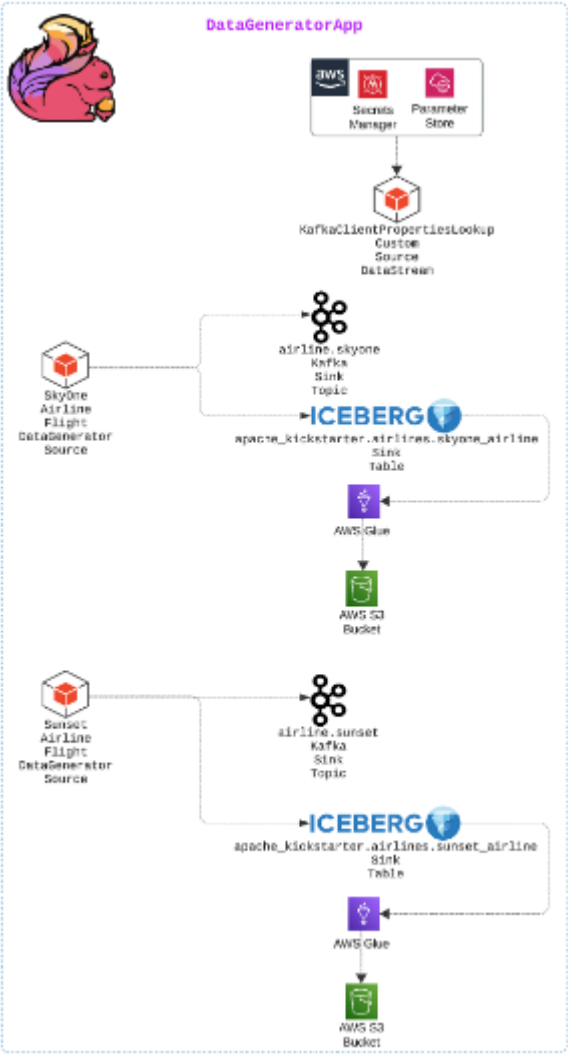 DataGeneratorApp
aws
Secrets
Manager
Parameter
Store
KafkaClientPropertiesLookup
Custom
Source
DataStream
airline.skyone
Kafka
Sink
Topic
SkyOne
Airline
Flight
DataGenerator
Source
ICEBERG
apache_kickstarter.airlines.skyone_airline
Sink
Table
AWS Glue
AWS S3
Bucket
Sunset
Airline
Flight
DataGenerator
Source
airline.sunset
Kafka
Sink
Topic
ICEBERG
apache_kickstarter.airlines.sunset_airline
Sink
Table
AWS Glue
AWS S3
Bucket